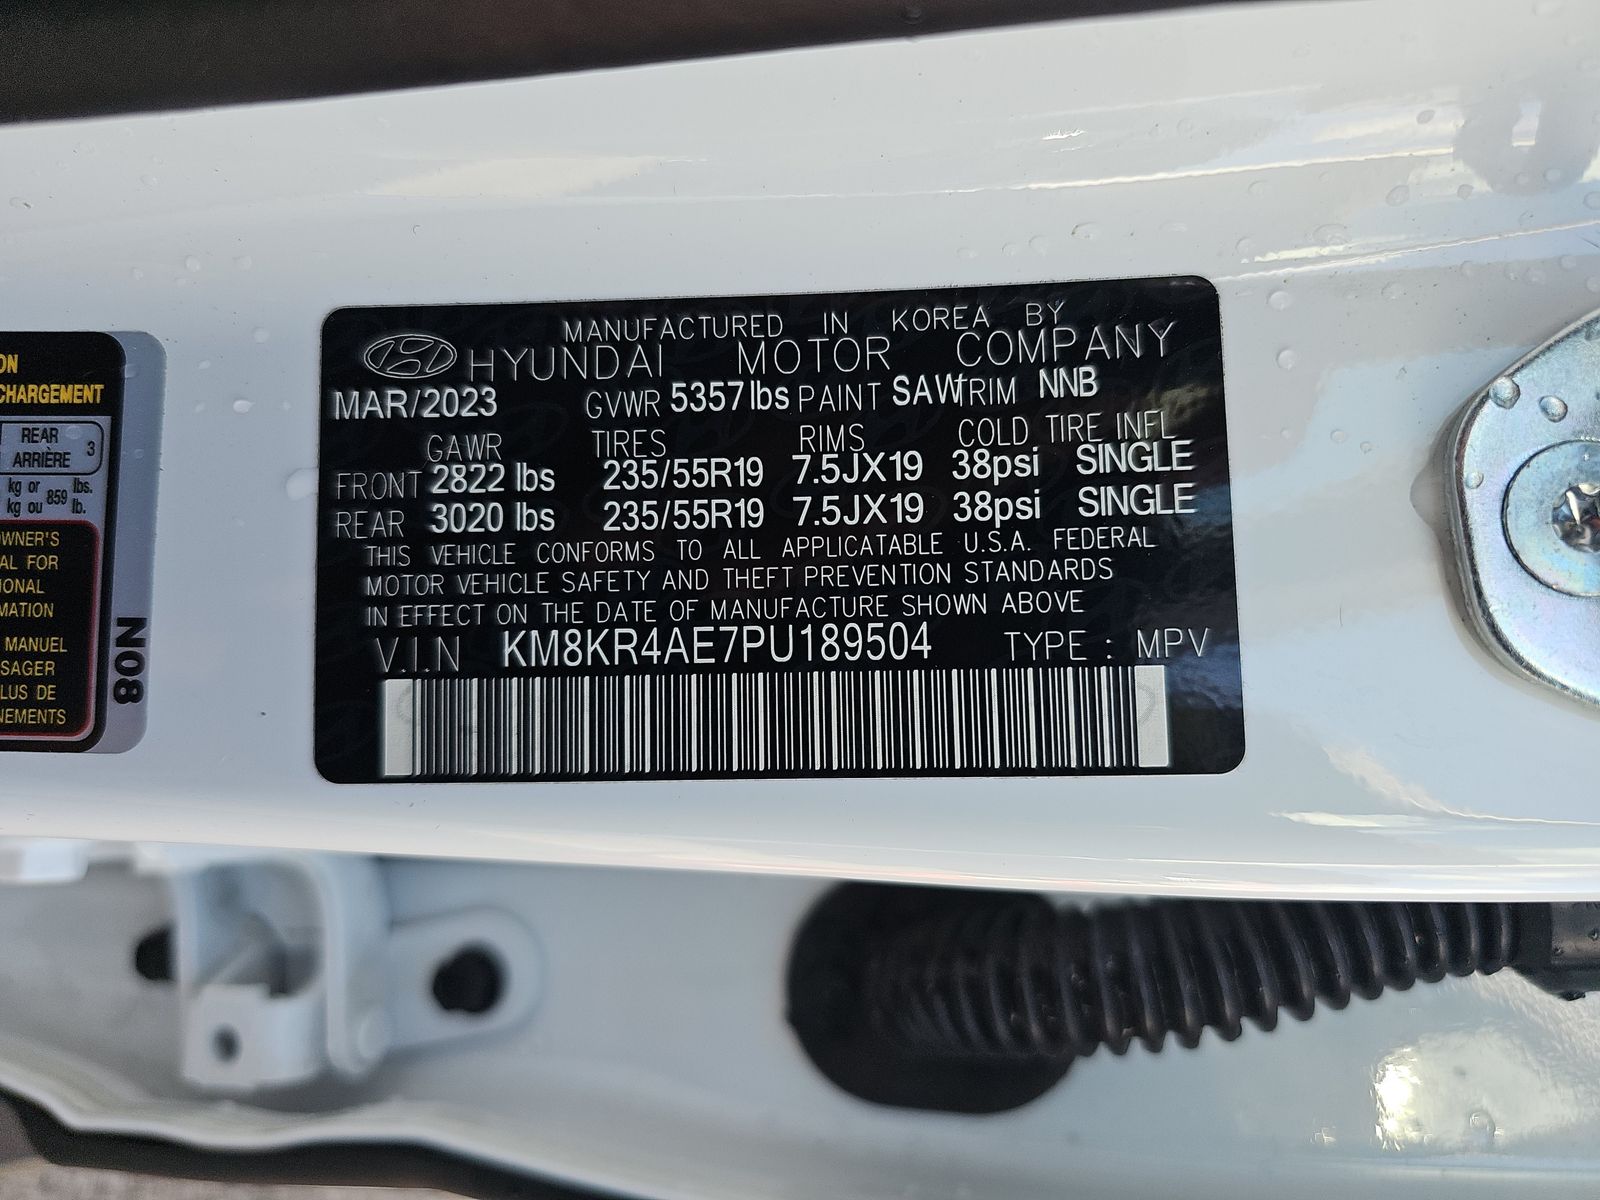 MANUFACTURED IN KOREA BY
HYUNDAI MOTOR COMPANY
MAR/2023 GVWR 5357 lbs PAINT SAW TRIM NNB
GAWR TIRES RIMS COLD TIRE INFL
FRONT 2822 lbs 235/55R19 7.5JX19 38psi SINGLE
REAR 3020 lbs 235/55R19 7.5JX19 38psi SINGLE
THIS VEHICLE CONFORMS TO ALL APPLICATABLE U.S.A. FEDERAL
MOTOR VEHICLE SAFETY AND THEFT PREVENTION STANDARDS
IN EFFECT ON THE DATE OF MANUFACTURE SHOWN ABOVE
V.I.N KM8KR4AE7PU189504 TYPE : MPV
ON
CHARGEMENT
REAR
ARRIÈRE 3
kg or 859 lbs.
kg ou lb.
OWNER'S
AL FOR
IONAL
MATION
MANUEL
SAGER
LUS DE
NEMENTS
N08